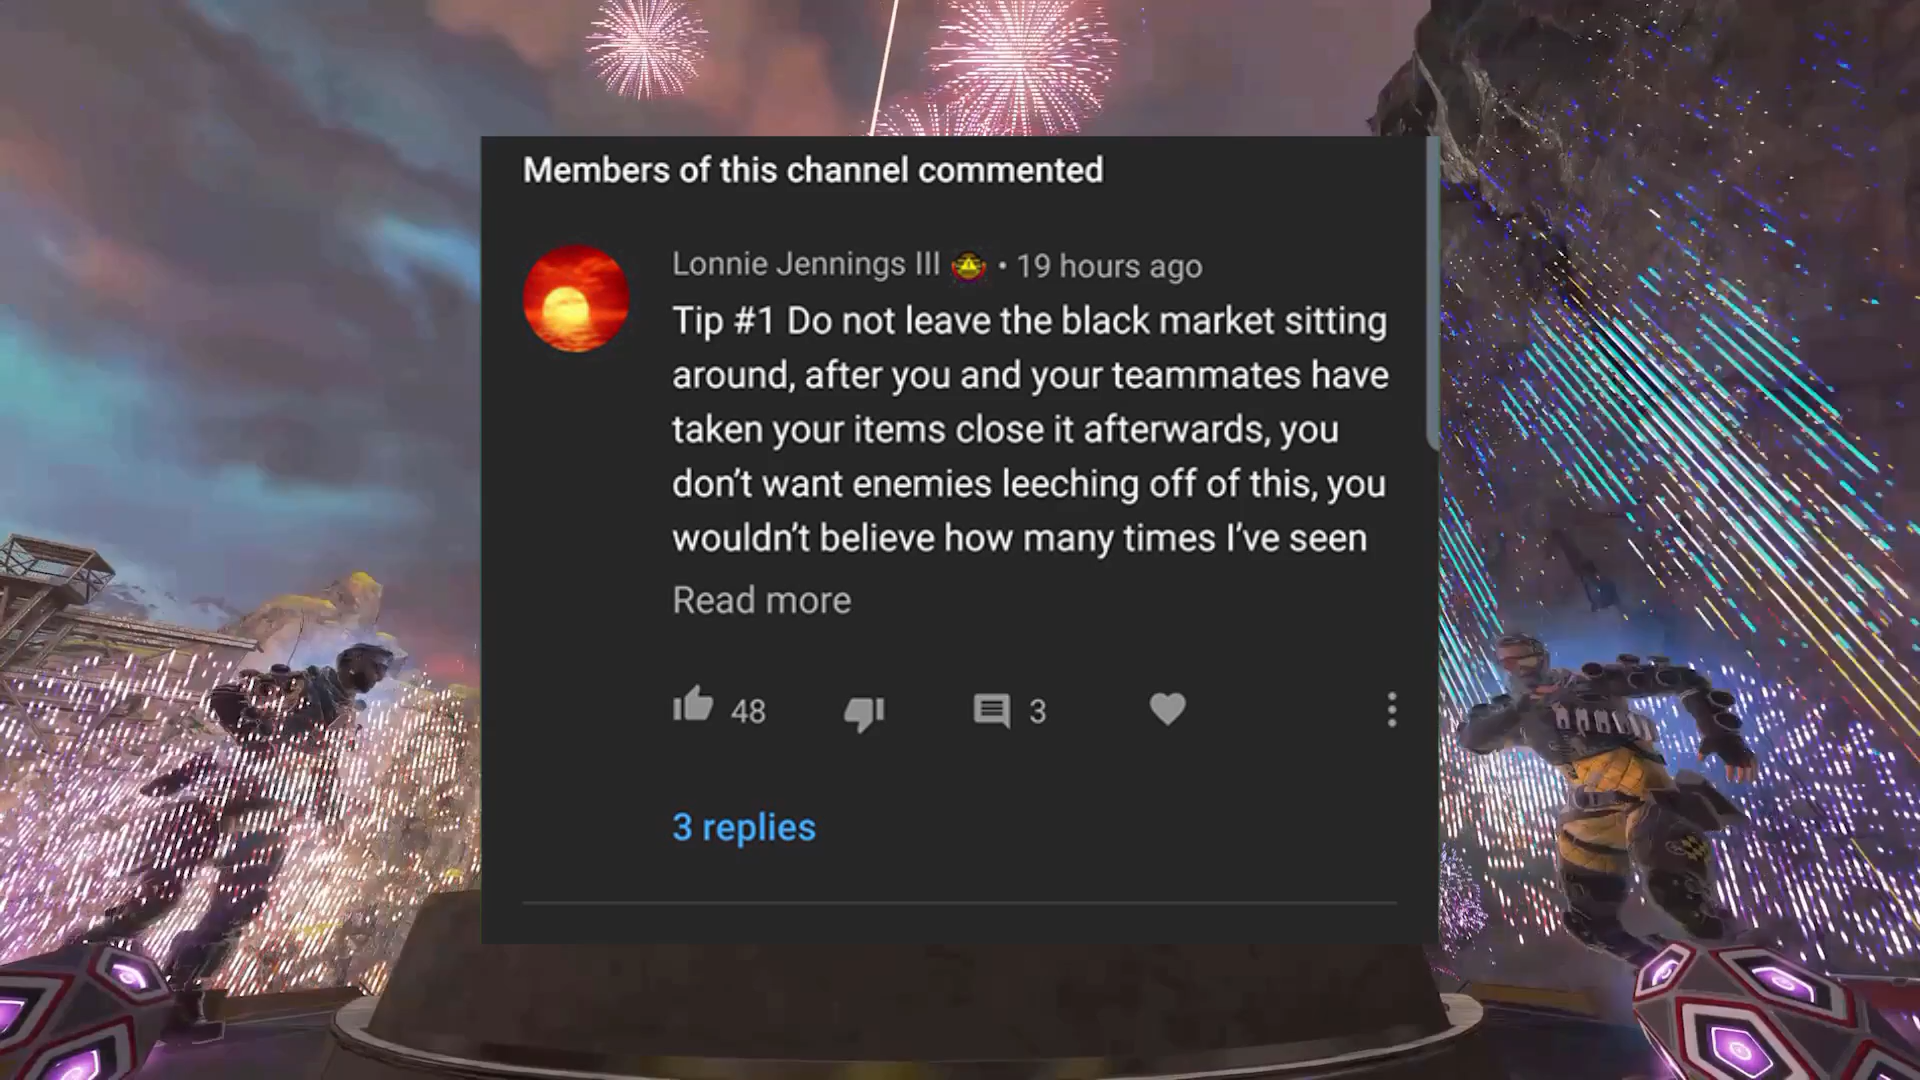 Members of this channel commented
Lonnie Jennings III • 19 hours ago
Tip #1 Do not leave the black market sitting
around, after you and your teammates have
taken your items close it afterwards, you
don't want enemies leeching off of this, you
wouldn't believe how many times I've seen
Read more
48 3
3 replies